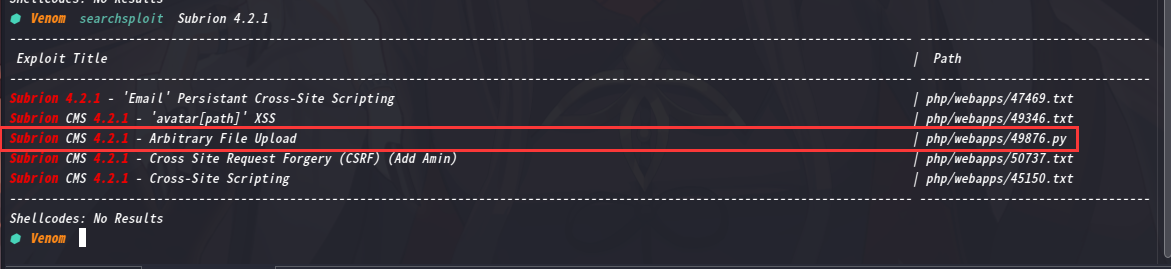 Shellcodes: No Results
Venom searchsploit Subrion 4.2.1
Exploit Title | Path
Subrion 4.2.1 - 'Email' Persistant Cross-Site Scripting | php/webapps/47469.txt
Subrion CMS 4.2.1 - 'avatar[path]' XSS | php/webapps/49346.txt
Subrion CMS 4.2.1 - Arbitrary File Upload | php/webapps/49876.py
Subrion CMS 4.2.1 - Cross Site Request Forgery (CSRF) (Add Amin) | php/webapps/50737.txt
Subrion CMS 4.2.1 - Cross-Site Scripting | php/webapps/45150.txt
Shellcodes: No Results
Venom